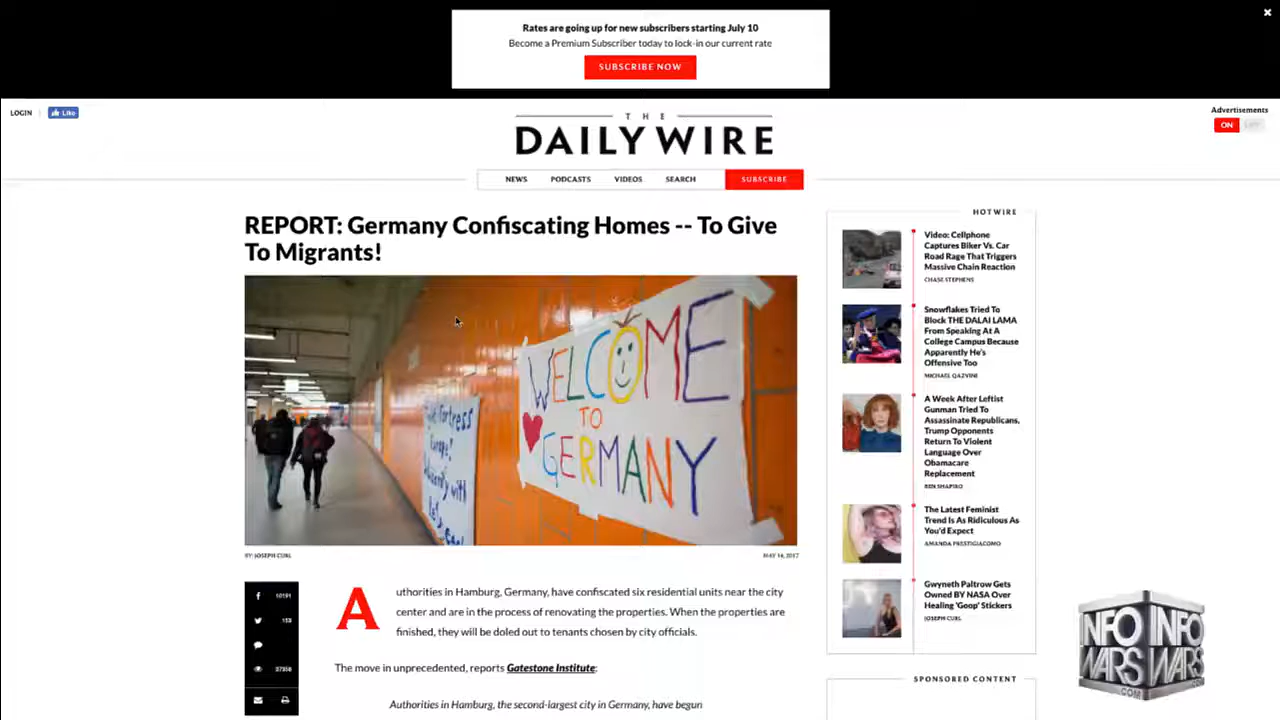 Rates are going up for new subscribers starting July 10
Become a Premium Subscriber today to lock-in our current rate
SUBSCRIBE NOW
LOGIN
Like
Advertisements
ON
THE
DAILY WIRE
NEWS PODCASTS VIDEOS SEARCH SUBSCRIBE
REPORT: Germany Confiscating Homes -- To Give
To Migrants!
WELCOME
TO
GERMANY
Fortress
Europe!
BY: JOSEPH CURL
MAY 16, 2017
10191
153
Authorities in Hamburg, Germany, have confiscated six residential units near the city
center and are in the process of renovating the properties. When the properties are
finished, they will be doled out to tenants chosen by city officials.
The move in unprecedented, reports Gatestone Institute:
Authorities in Hamburg, the second-largest city in Germany, have begun
HOTWIRE
Video: Cellphone
Captures Biker Vs. Car
Road Rage That Triggers
Massive Chain Reaction
CHASE STEPHENS
Snowflakes Tried To
Block THE DALAI LAMA
From Speaking At A
College Campus Because
Apparently He's
Offensive Too
MICHAEL QAZVINI
A Week After Leftist
Gunman Tried To
Assassinate Republicans,
Trump Opponents
Return To Violent
Language Over
Obamacare
Replacement
BEN SHAPIRO
The Latest Feminist
Trend Is As Ridiculous As
You'd Expect
AMANDA PRESTIGIACOMO
Gwyneth Paltrow Gets
Owned BY NASA Over
Healing 'Goop' Stickers
JOSEPH CURL
SPONSORED CONTENT
INFO INFO
WARS WARS
.COM